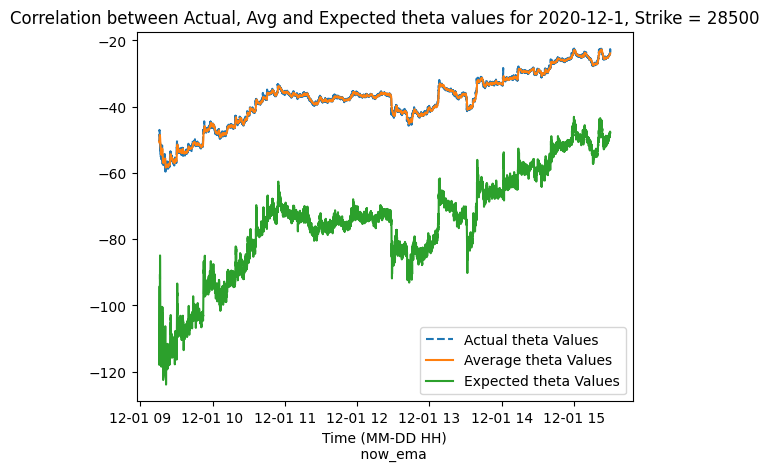 Correlation between Actual, Avg and Expected theta values for 2020-12-1, Strike = 28500
−20
−40
−60
−80
−100
−120
Actual theta Values
Average theta Values
Expected theta Values
12-01 09 12-01 10 12-01 11 12-01 12 12-01 13 12-01 14 12-01 15
Time (MM-DD HH)
now_ema